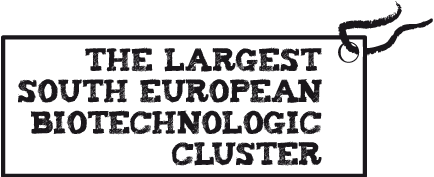 THE LARGEST
SOUTH EUROPEAN
BIOTECHNOLOGIC
CLUSTER